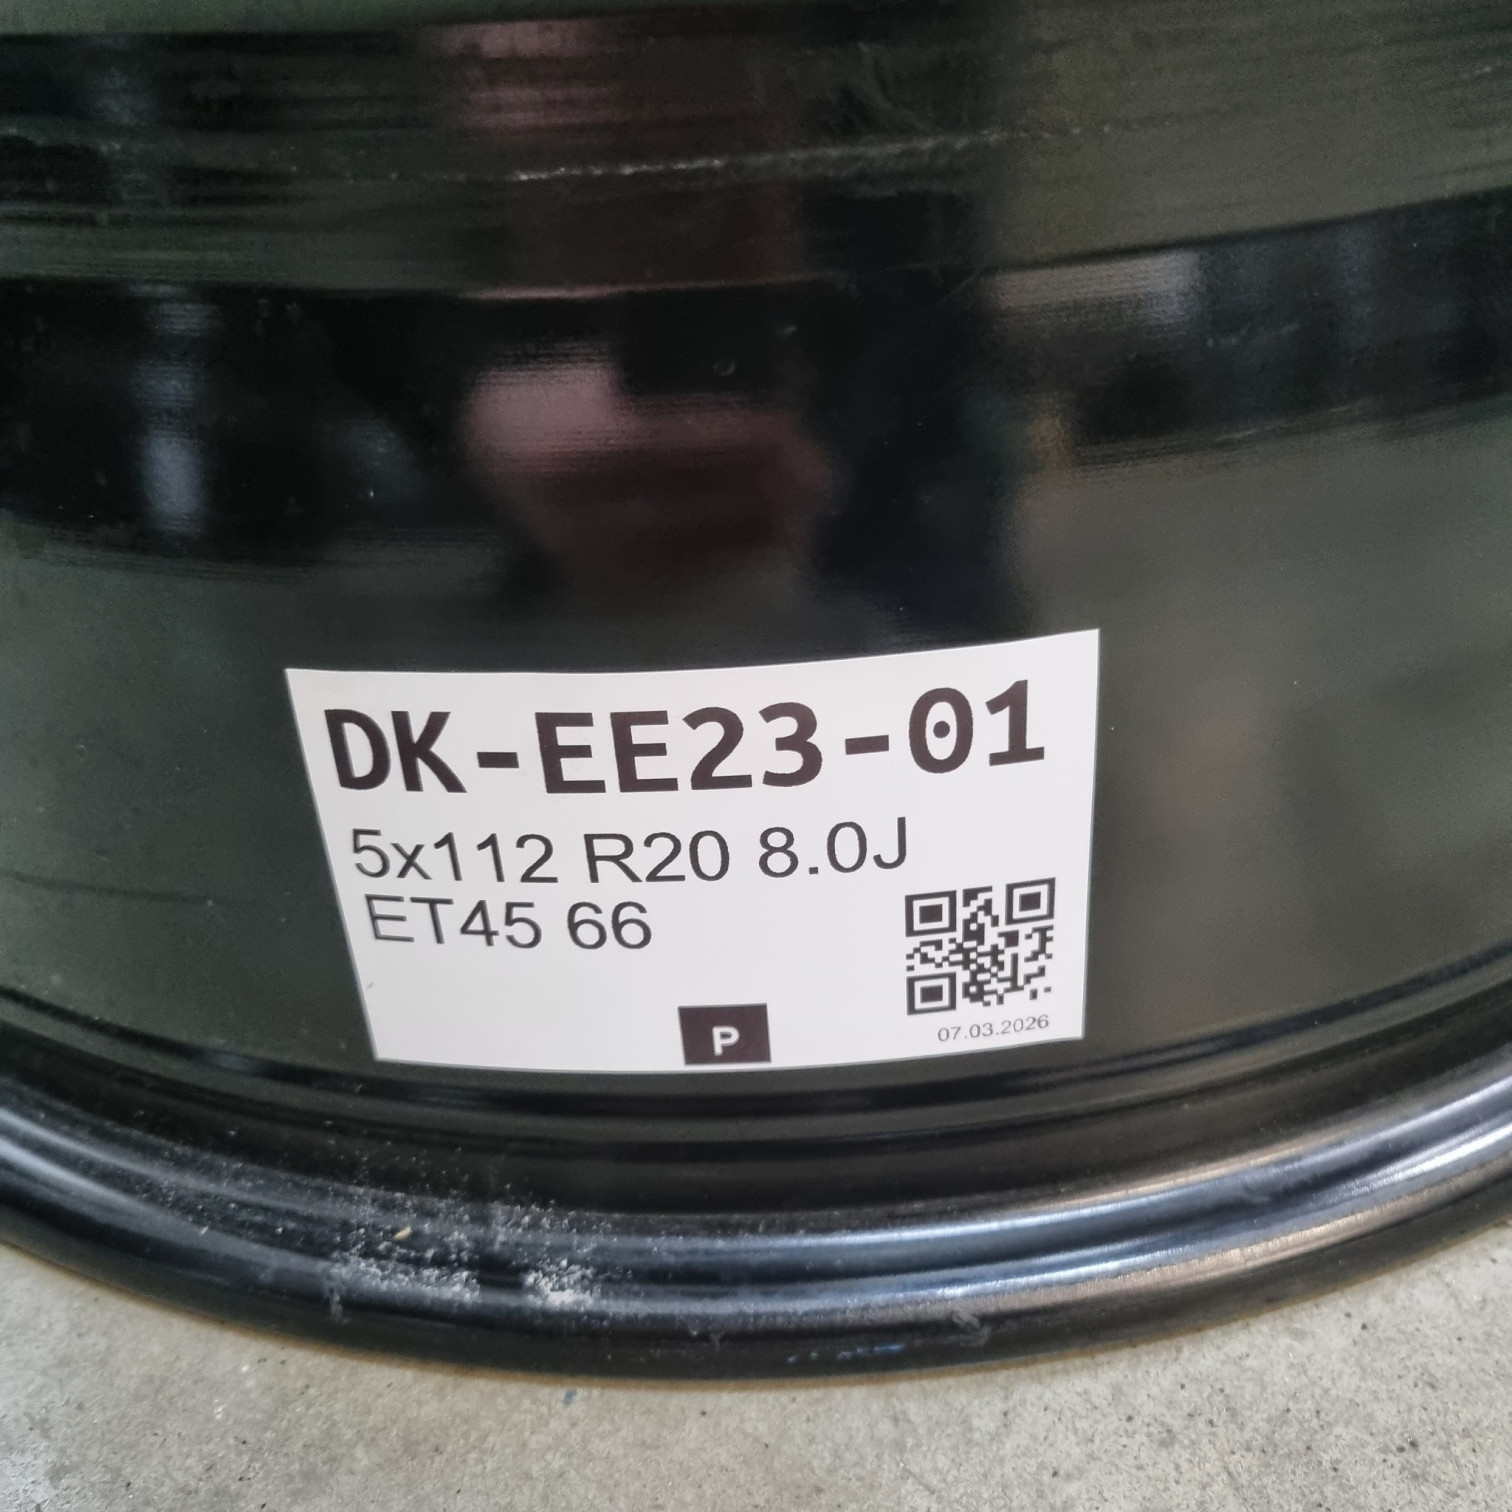 DK-EE23-01
5x112 R20 8.0J
ET45 66
P
07.03.2026